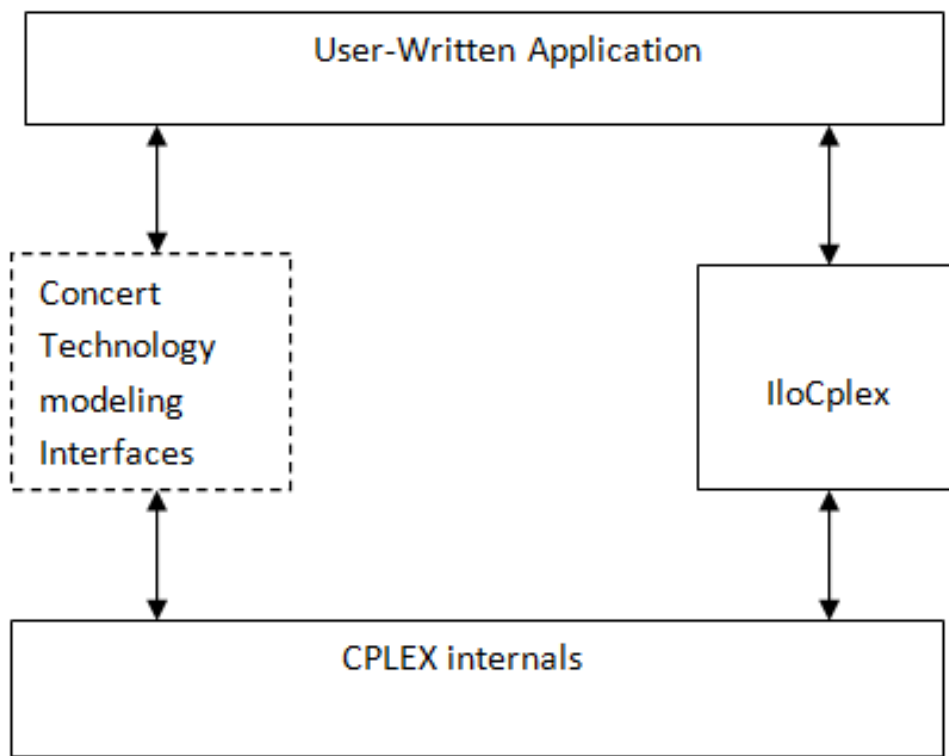 User-Written Application
Concert
Technology
modeling
Interfaces
IloCplex
CPLEX internals